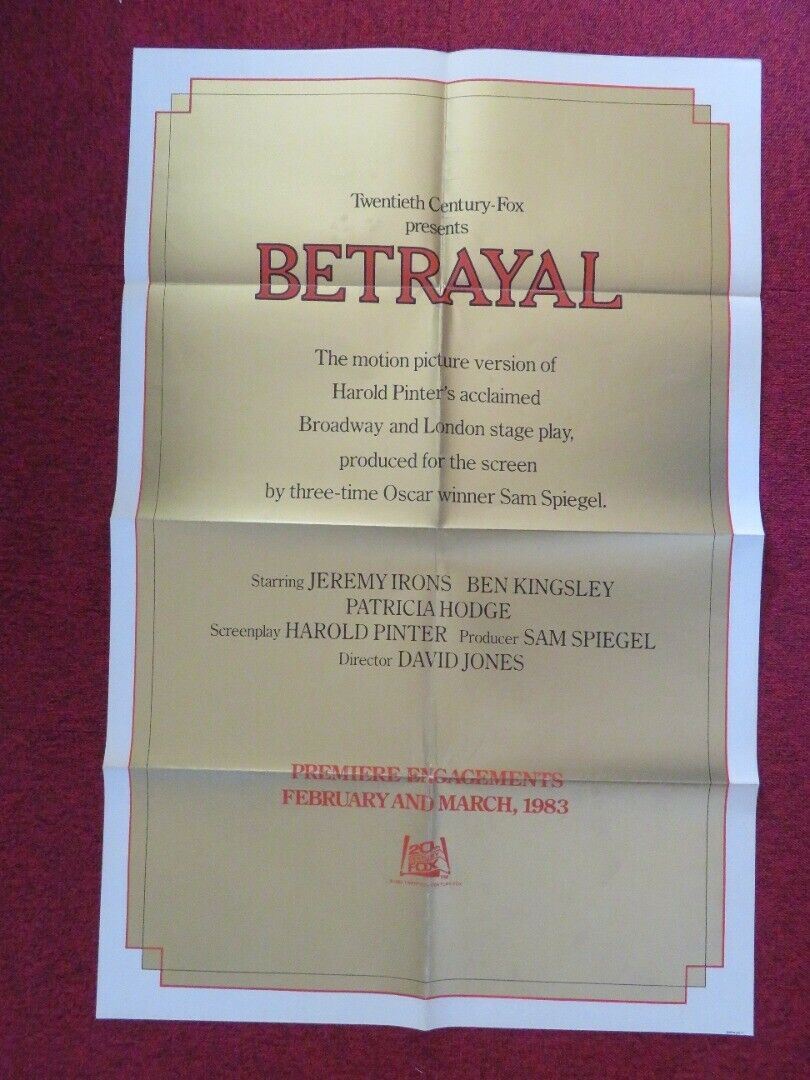 Twentieth Century-Fox
presents
BETRAYAL
The motion picture version of
Harold Pinter's acclaimed
Broadway and London stage play,
produced for the screen
by three-time Oscar winner Sam Spiegel.
Starring JEREMY IRONS BEN KINGSLEY
PATRICIA HODGE
Screenplay HAROLD PINTER Producer SAM SPIEGEL
Director DAVID JONES
PREMIERE ENGAGEMENTS
FEBRUARY AND MARCH, 1983
20th
CENTURY
FOX